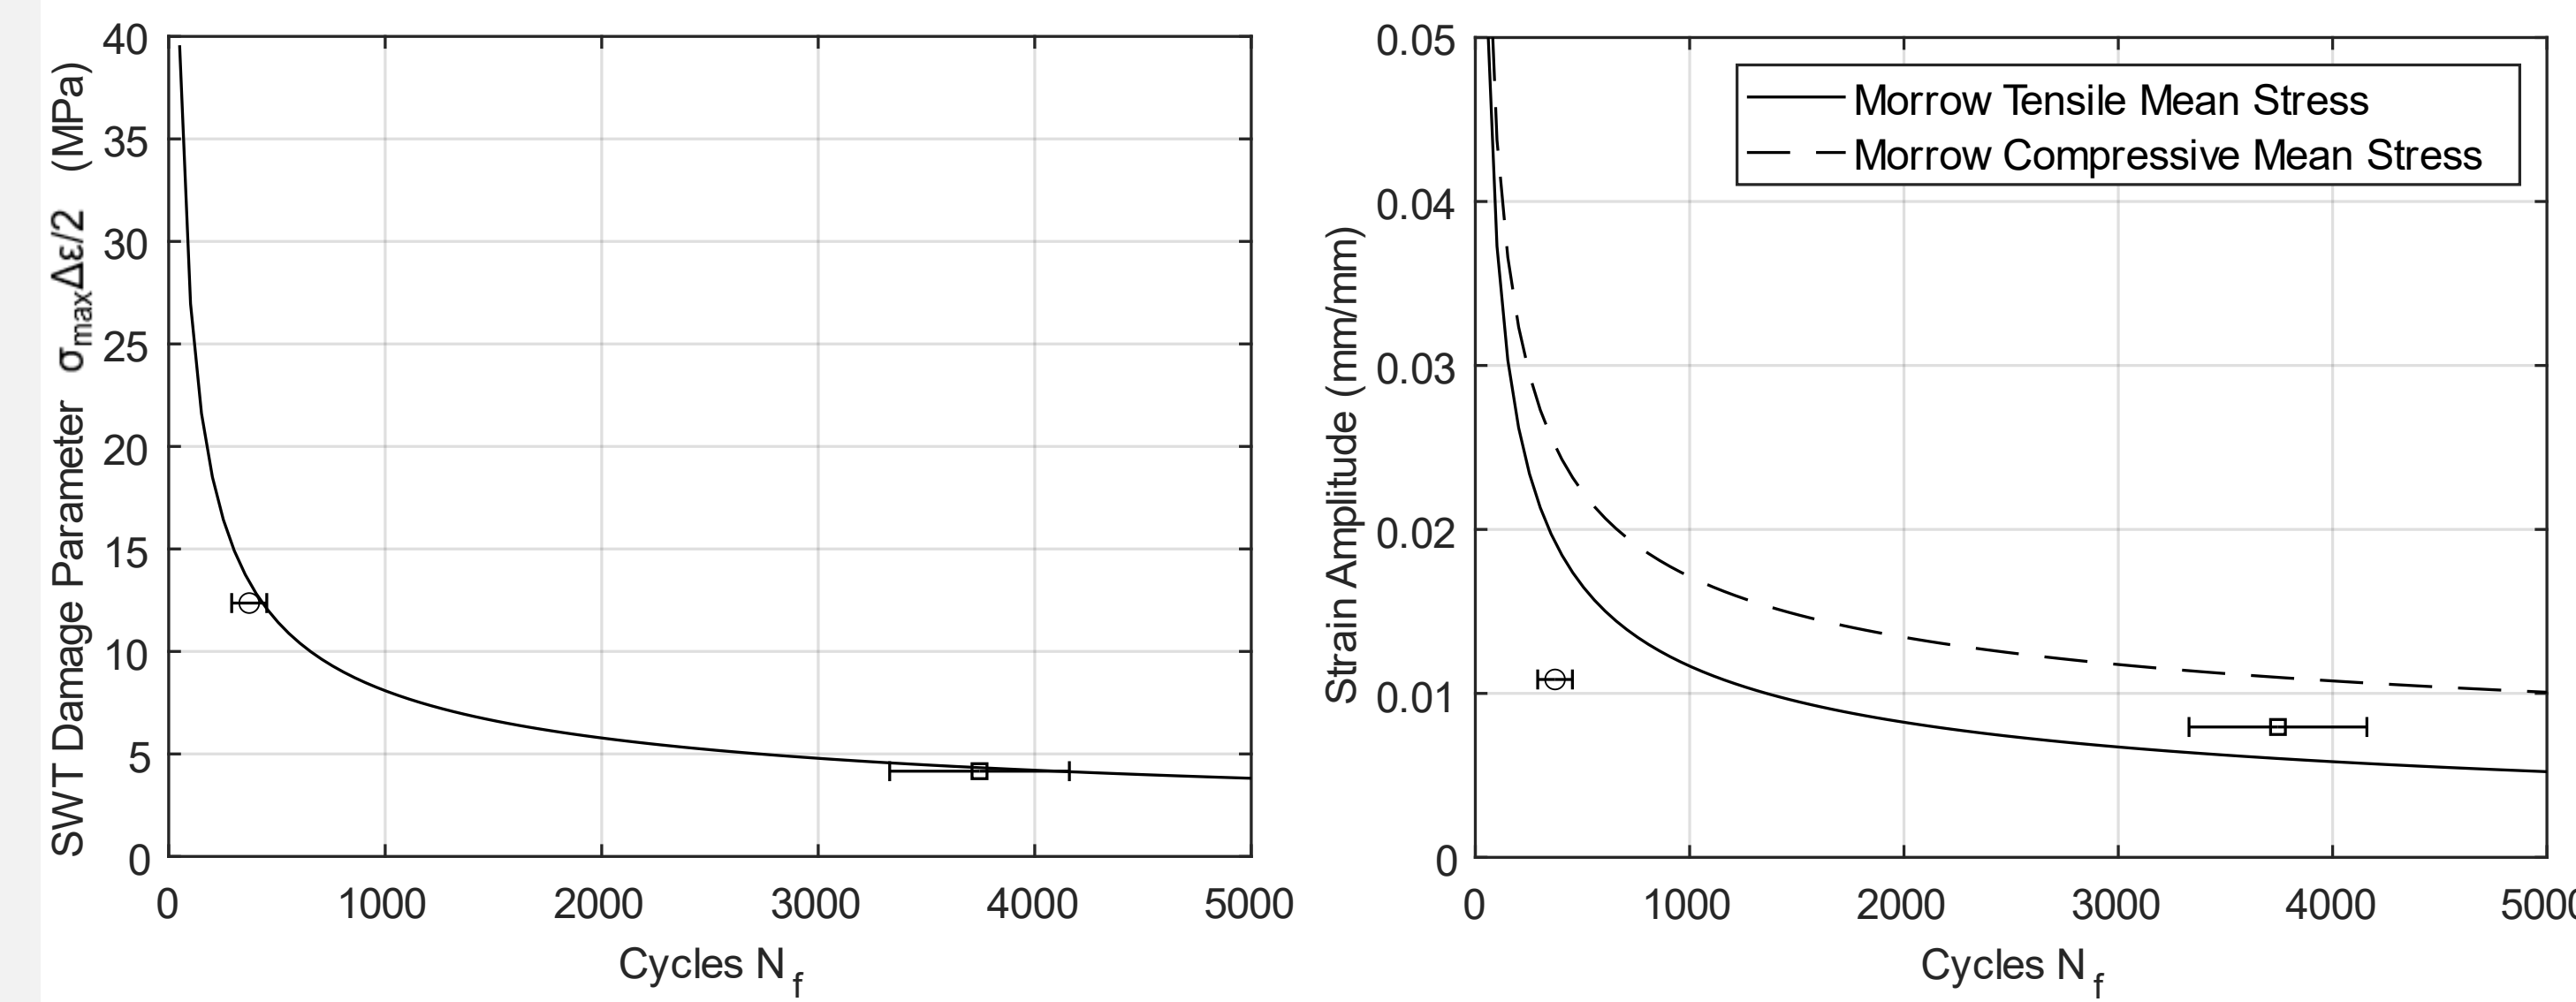 SWT Damage Parameter σmaxΔε/2 (MPa)
40
35
30
25
20
15
10
5
0
0 1000 2000 3000 4000 5000
Cycles Nf
Strain Amplitude (mm/mm)
0.05
0.04
0.03
0.02
0.01
0
Morrow Tensile Mean Stress
Morrow Compressive Mean Stress
0 1000 2000 3000 4000 500
Cycles Nf